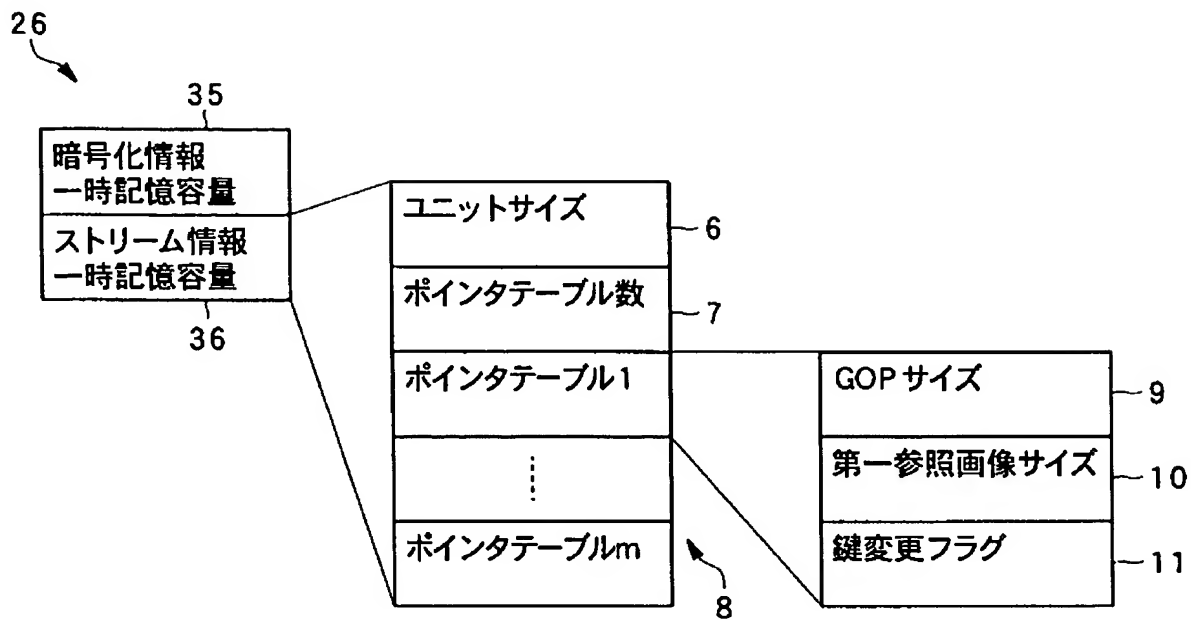 26
35
暗号化情報
一時記憶容量
ストリーム情報
一時記憶容量
36
ユニットサイズ
6
ポインタテーブル数
7
ポインタテーブル1
ポインタテーブルm
8
GOPサイズ
9
第一参照画像サイズ
10
鍵変更フラグ
11